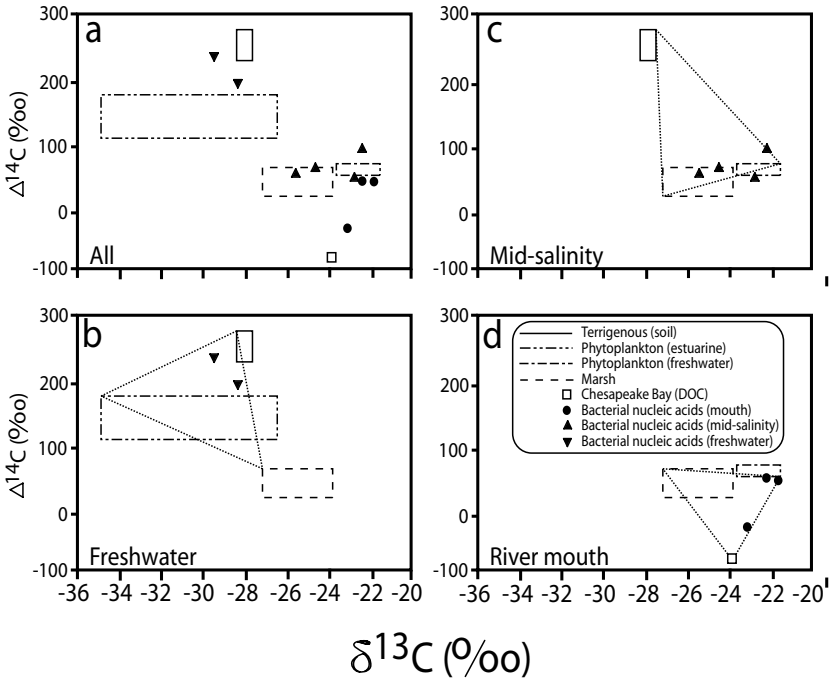 a
300
200
100
0
-100
Δ14C (‰)
All
c
300
200
100
0
-100
Mid-salinity
b
300
200
100
0
-100
Δ14C (‰)
Freshwater
-36 -34 -32 -30 -28 -26 -24 -22 -20
d
300
200
100
0
-100
Terrigenous (soil)
Phytoplankton (estuarine)
Phytoplankton (freshwater)
Marsh
Chesapeake Bay (DOC)
Bacterial nucleic acids (mouth)
Bacterial nucleic acids (mid-salinity)
Bacterial nucleic acids (freshwater)
River mouth
-36 -34 -32 -30 -28 -26 -24 -22 -20
δ13C (‰)